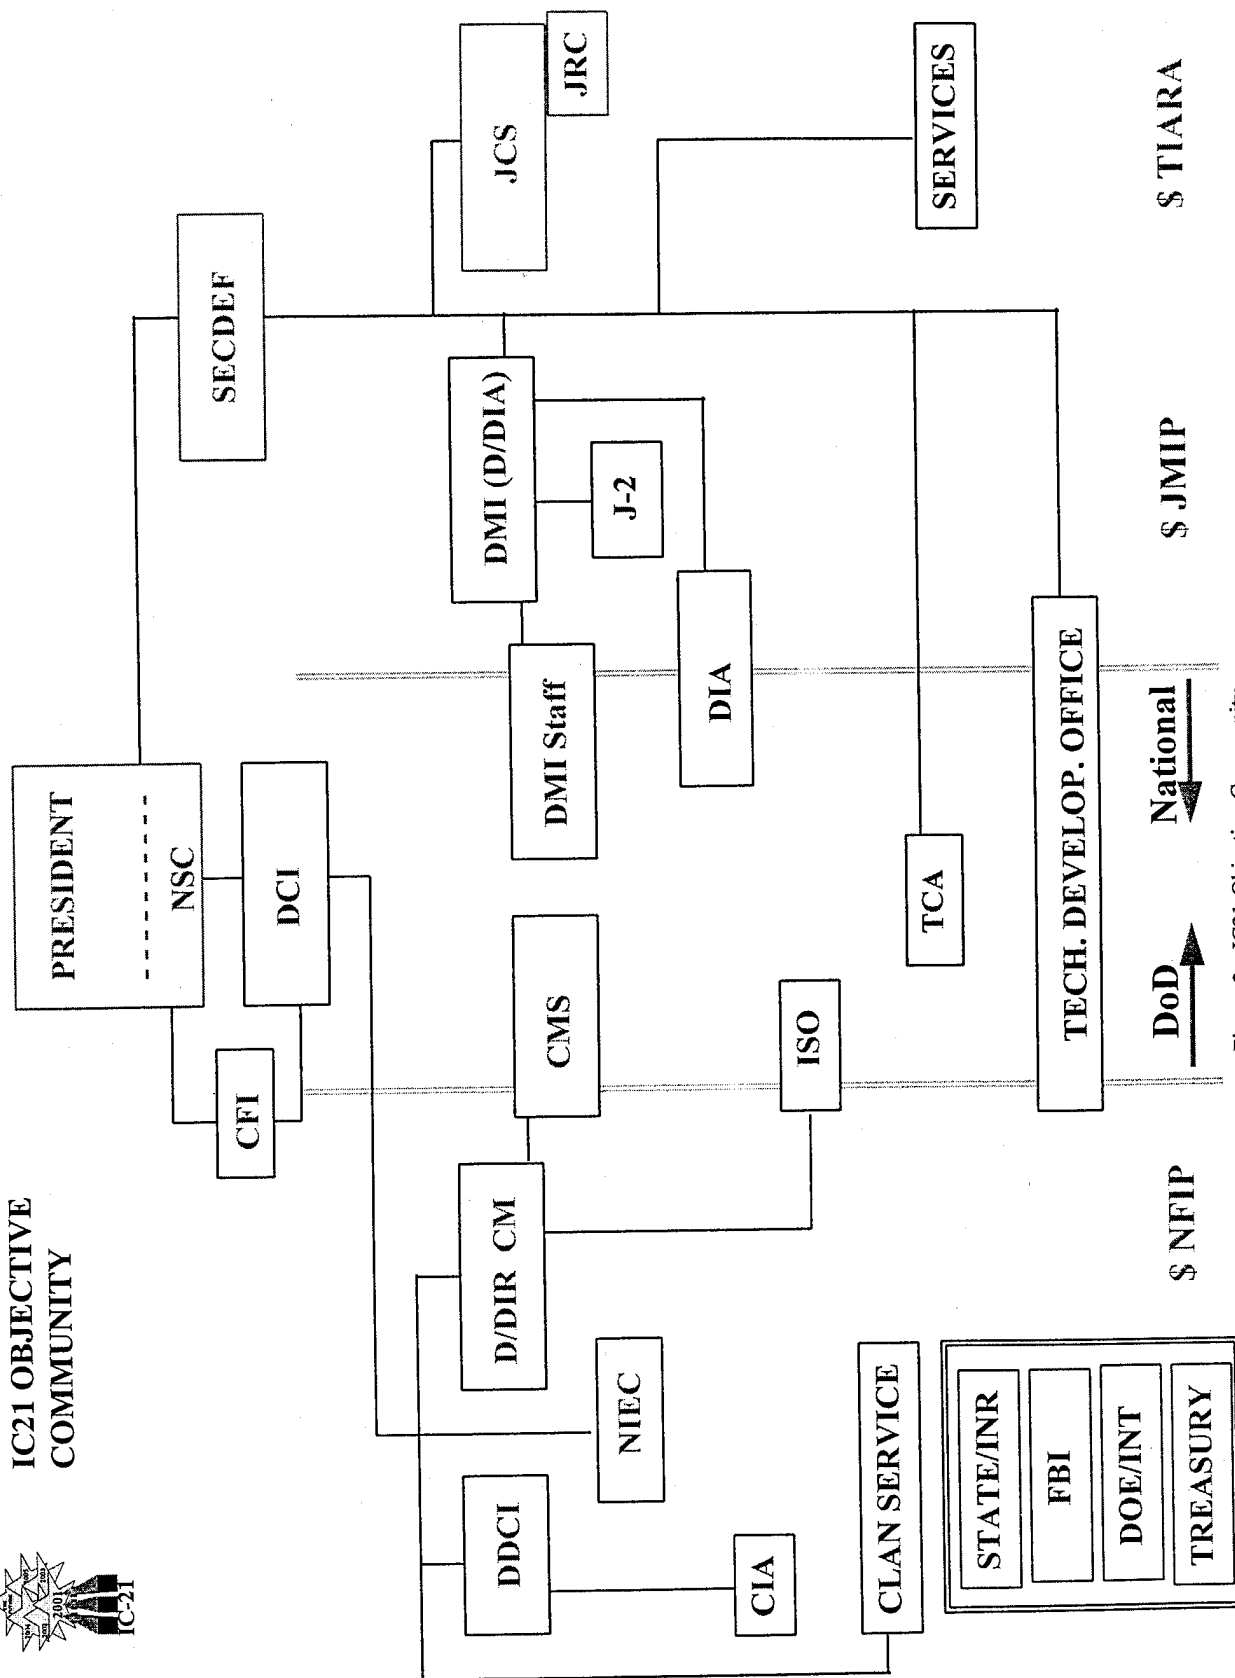 IC21 OBJECTIVE
COMMUNITY
2001
IC-21
PRESIDENT
NSC
SECDEF
CFI
DCI
DDCI
D/DIR CM
CMS
DMI Staff
DMI (D/DIA)
JCS
JRC
NIEC
J-2
CIA
ISO
DIA
CLAN SERVICE
TCA
SERVICES
STATE/INR
FBI
DOE/INT
TREASURY
TECH. DEVELOP. OFFICE
$ NFIP
DoD
National
$ JMIP
$ TIARA